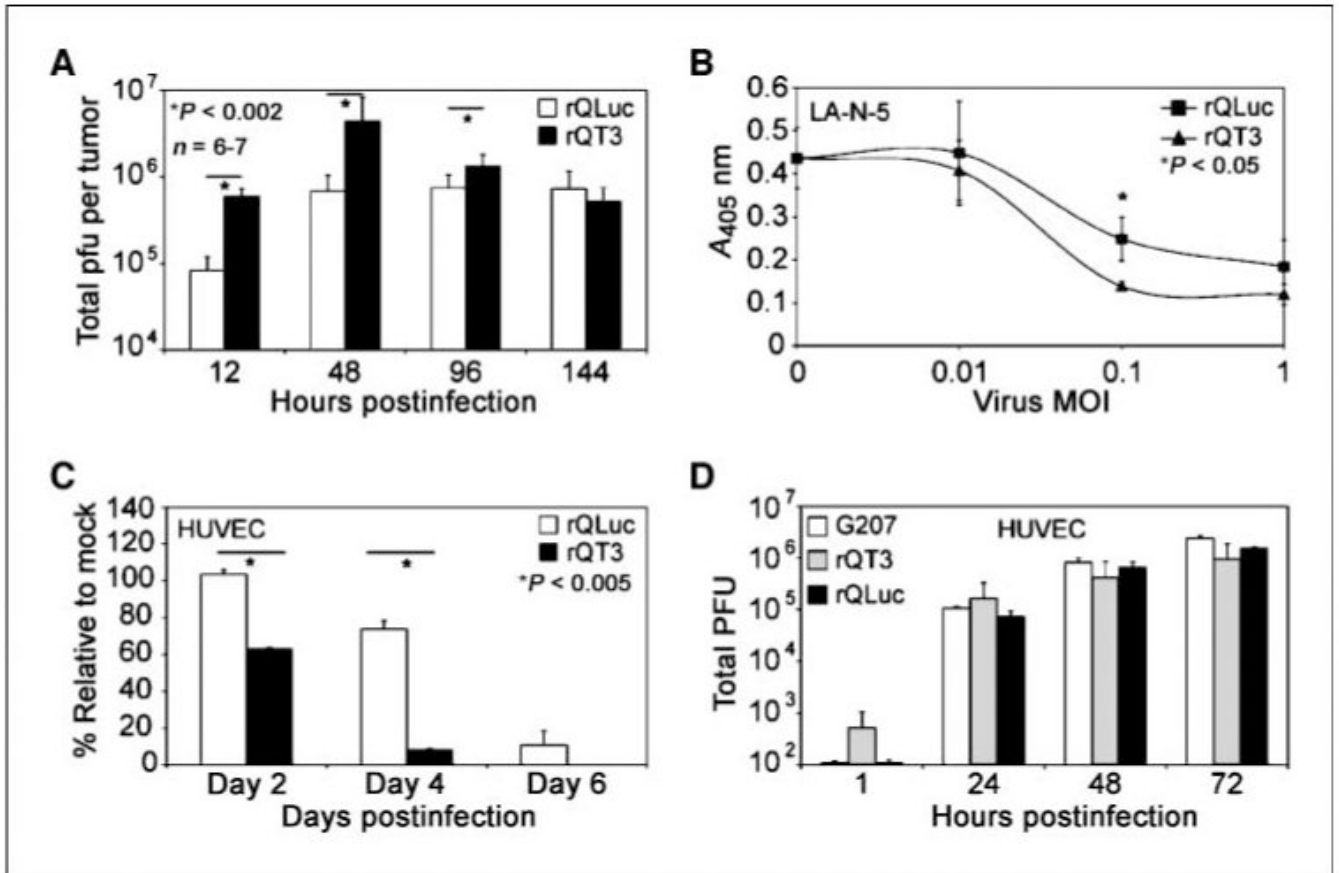 A
Total pfu per tumor
10⁷
10⁶
10⁵
10⁴
*P < 0.002
n = 6-7
*
*
*
rQLuc
rQT3
12 48 96 144
Hours postinfection
B
A₄₀₅ nm
0.6
0.5
0.4
0.3
0.2
0.1
0
LA-N-5
rQLuc
rQT3
*P < 0.05
*
0 0.01 0.1 1
Virus MOI
C
% Relative to mock
140
120
100
80
60
40
20
0
HUVEC
*
*
rQLuc
rQT3
*P < 0.005
Day 2 Day 4 Day 6
Days postinfection
D
Total PFU
10⁷
10⁶
10⁵
10⁴
10³
10²
G207
rQT3
rQLuc
HUVEC
1 24 48 72
Hours postinfection